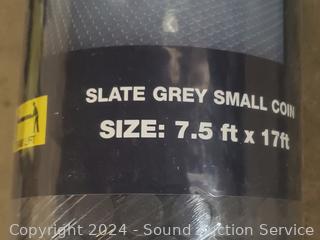 SLATE GREY SMALL COIN
SIZE: 7.5 ft x 17ft
Copyright 2024 - Sound Auction Service